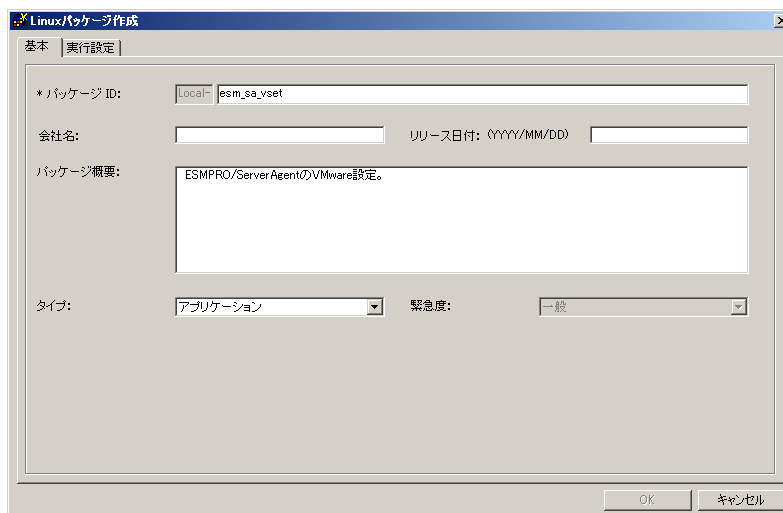 Linuxパッケージ作成
基本 実行設定
* パッケージ ID: Local- esm_sa_vset
会社名: リリース日付: (YYYY/MM/DD)
パッケージ概要: ESMPRO/ServerAgentのVMware設定。
タイプ: アプリケーション 緊急度: 一般
OK キャンセル